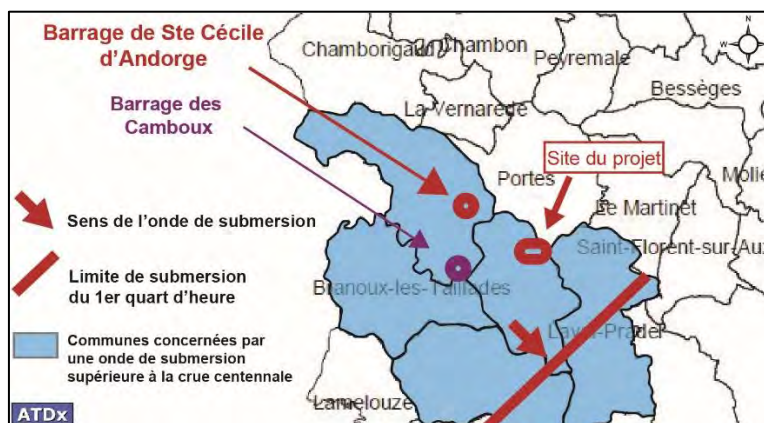 Barrage de Ste Cécile
d'Andorge
Barrage des
Camboux
Sens de l'onde de submersion
Limite de submersion
du 1er quart d'heure
Communes concernées par
une onde de submersion
supérieure à la crue centennale
ATDx
Chamborigaud
Chambon
Peyremale
Bessèges
La Vernarède
Site du projet
Portes
Le Martinet
Saint-Florent-sur-Au
Branoux-les-Taillades
Laval-Pradel
Lamelouze
N
W